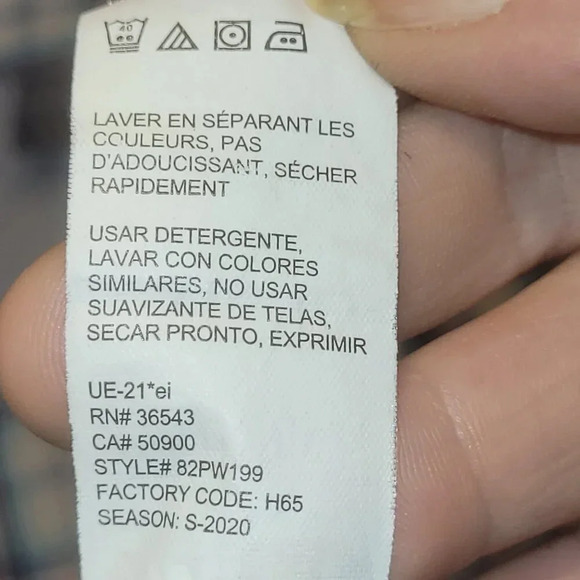 40
LAVER EN SÉPARANT LES
COULEURS, PAS
D'ADOUCISSANT, SÉCHER
RAPIDEMENT
USAR DETERGENTE,
LAVAR CON COLORES
SIMILARES, NO USAR
SUAVIZANTE DE TELAS,
SECAR PRONTO, EXPRIMIR
UE-21*ei
RN# 36543
CA# 50900
STYLE# 82PW199
FACTORY CODE: H65
SEASON: S-2020